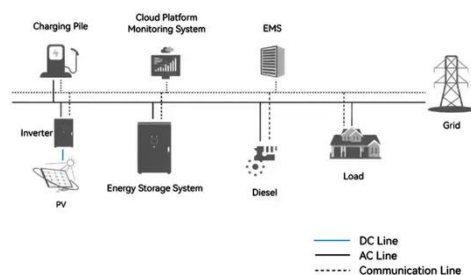 Charging Pile
Cloud Platform
Monitoring System
EMS
Inverter
Grid
PV
Energy Storage System
Diesel
Load
DC Line
AC Line
Communication Line